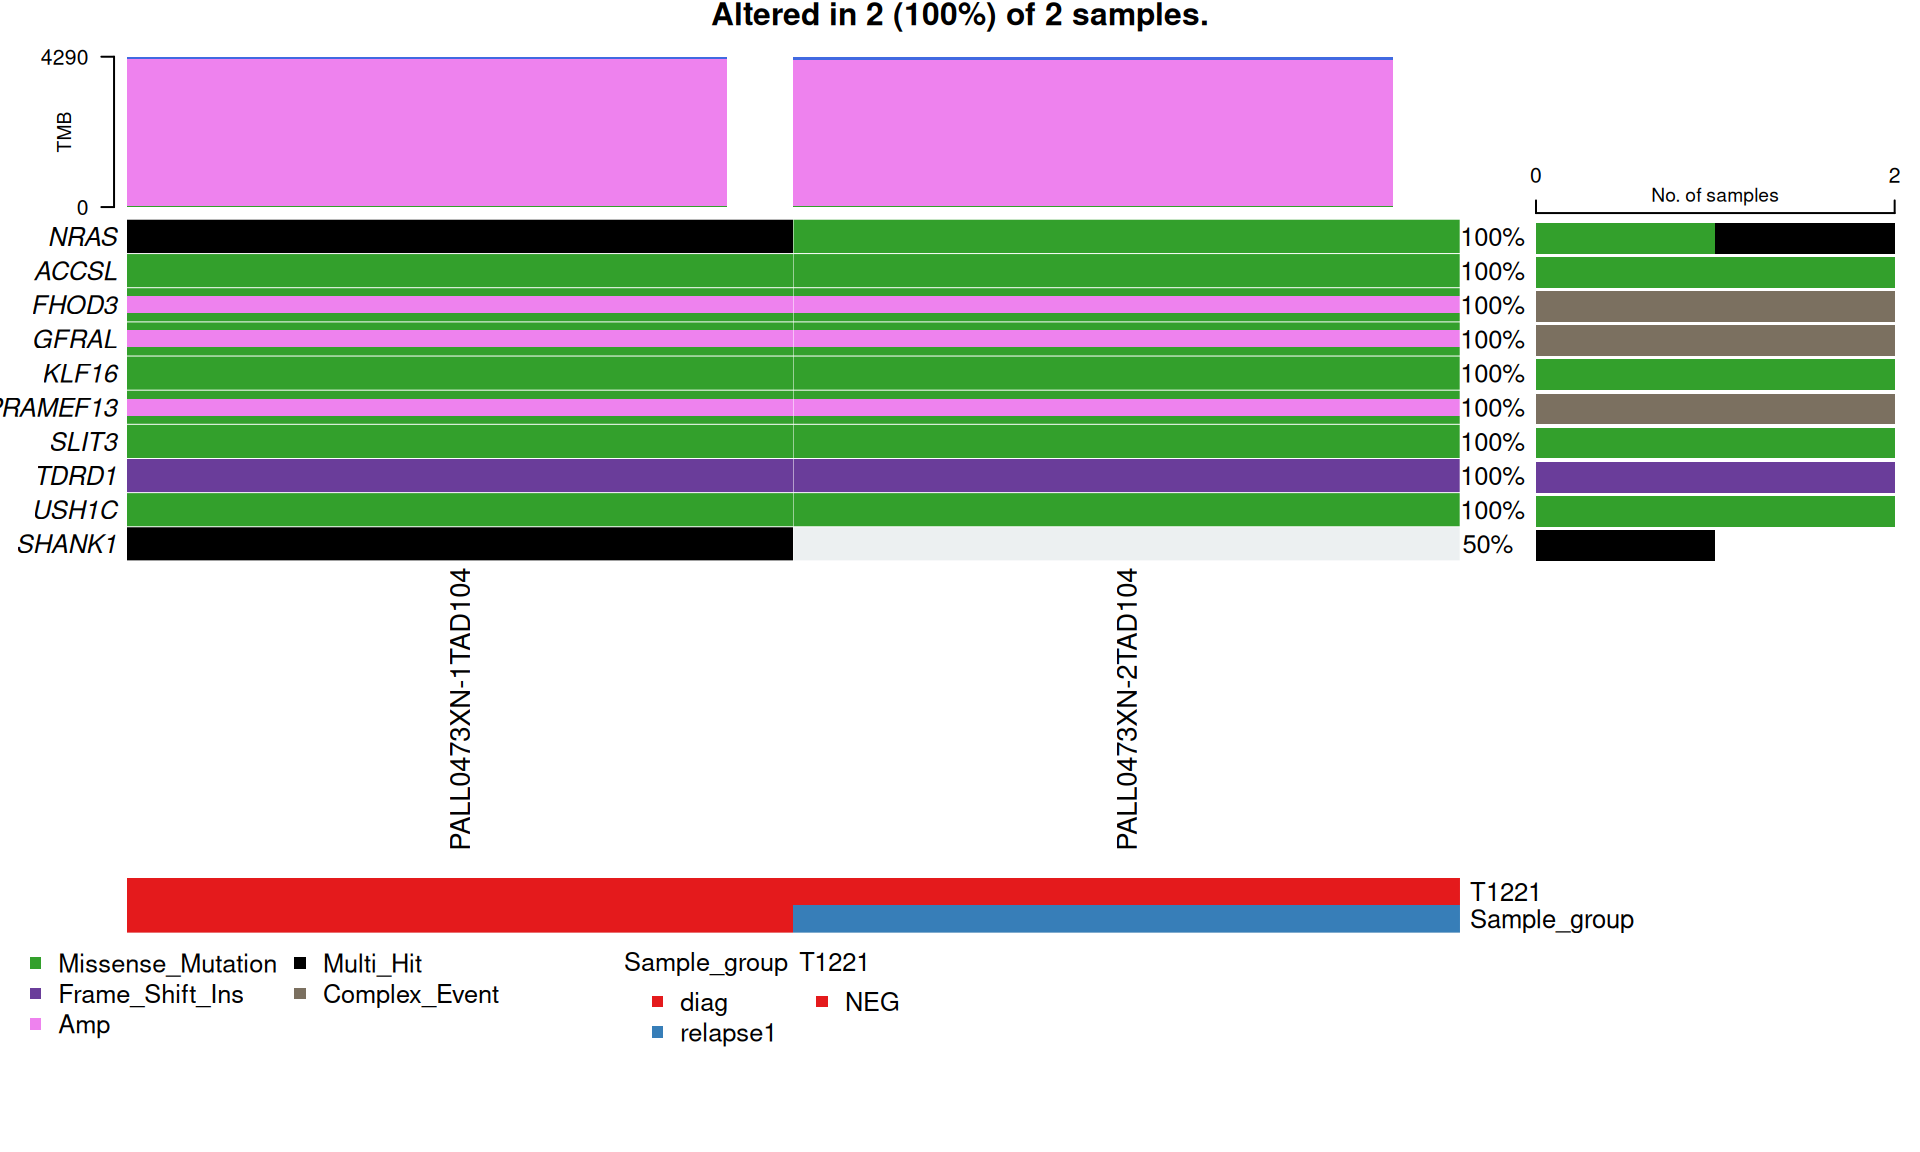 Altered in 2 (100%) of 2 samples.
4290
TMB
0
0 2
No. of samples
NRAS 100%
ACCSL 100%
FHOD3 100%
GFRAL 100%
KLF16 100%
PRAMEF13 100%
SLIT3 100%
TDRD1 100%
USH1C 100%
SHANK1 50%
PALL0473XN-1TAD104
PALL0473XN-2TAD104
T1221
Sample_group
Missense_Mutation Multi_Hit
Frame_Shift_Ins Complex_Event
Amp
Sample_group T1221
diag NEG
relapse1